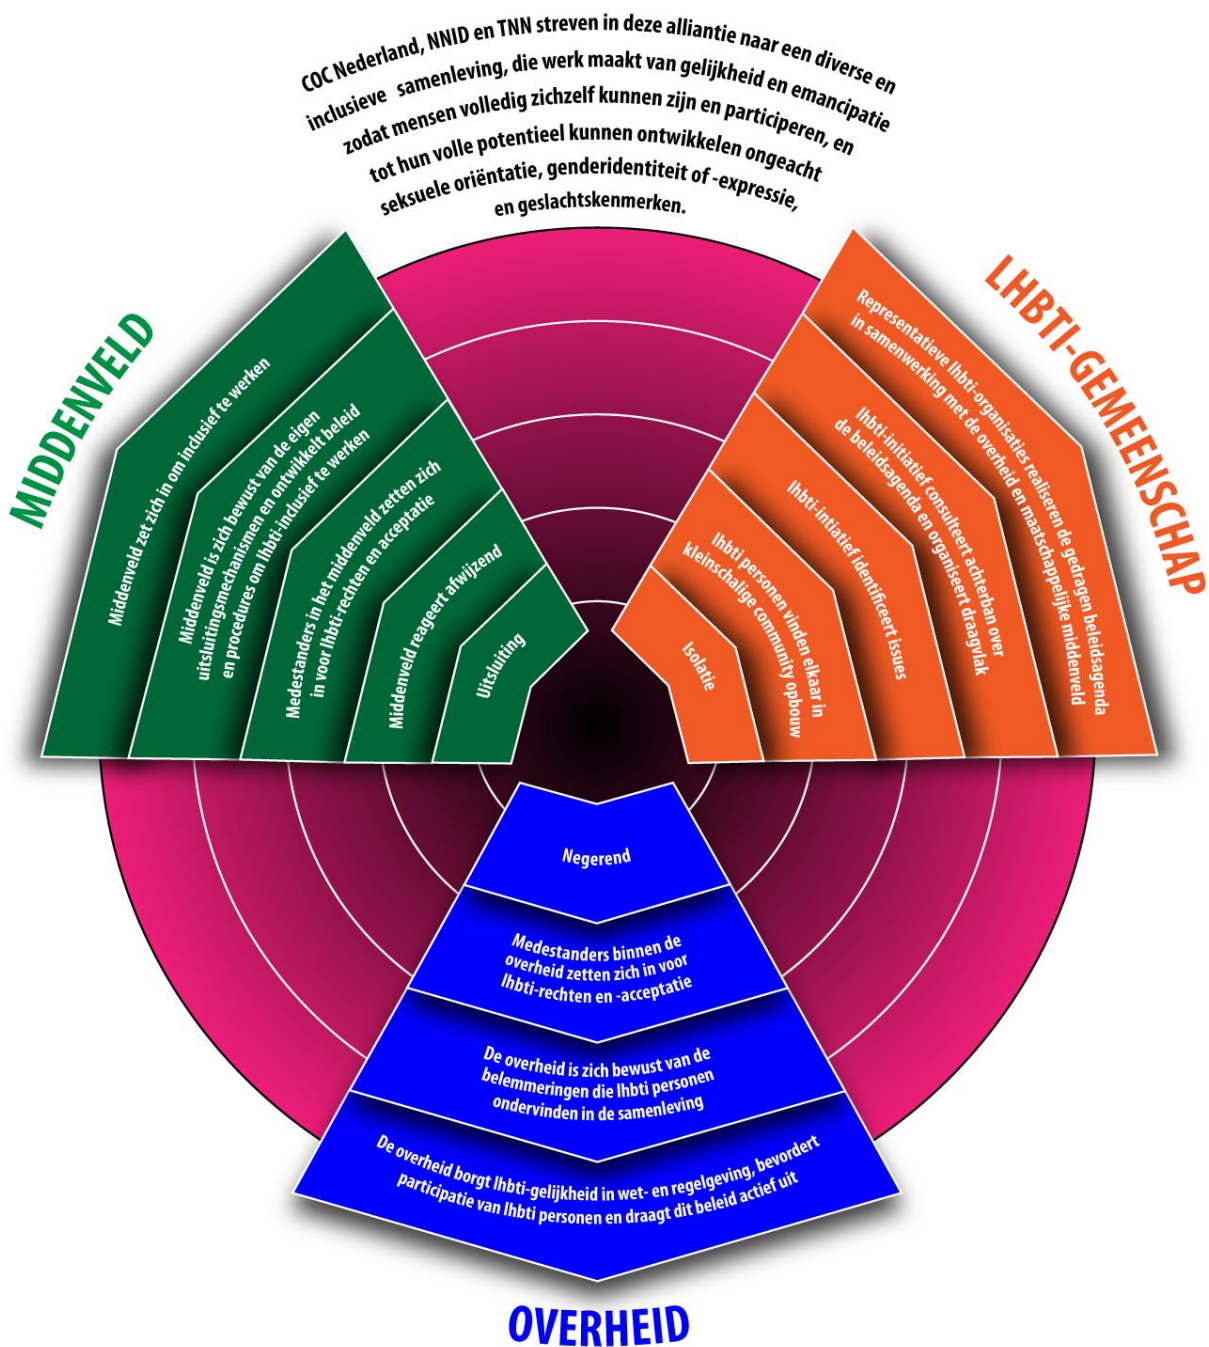 COC Nederland, NNID en TNN streven in deze alliantie naar een diverse en
inclusieve samenleving, die werk maakt van gelijkheid en emancipatie
zodat mensen volledig zichzelf kunnen zijn en participeren, en
tot hun volle potentieel kunnen ontwikkelen ongeacht
seksuele oriëntatie, genderidentiteit of -expressie,
en geslachtskenmerken.
MIDDENVELD
Middenveld zet zich in om inclusief te werken
Middenveld is zich bewust van de eigen
uitsluitingsmechanismen en ontwikkelt beleid
en procedures om lhbti-inclusief te werken
Medestanders in het middenveld zetten zich
in voor lhbti-rechten en acceptatie
Middenveld reageert afwijzend
Uitsluiting
LHBTI-GEMEENSCHAP
Representatieve lhbti-organisaties realiseren de gedragen beleidsagenda
in samenwerking met de overheid en maatschappelijke middenveld
lhbti-initiatief consulteert achterban over
de beleidsagenda en organiseert draagvlak
lhbti-intiatief identificeert issues
lhbti personen vinden elkaar in
kleinschalige community opbouw
Isolatie
Negerend
Medestanders binnen de
overheid zetten zich in voor
lhbti-rechten en -acceptatie
De overheid is zich bewust van de
belemmeringen die lhbti personen
ondervinden in de samenleving
De overheid borgt lhbti-gelijkheid in wet- en regelgeving, bevordert
participatie van lhbti personen en draagt dit beleid actief uit
OVERHEID